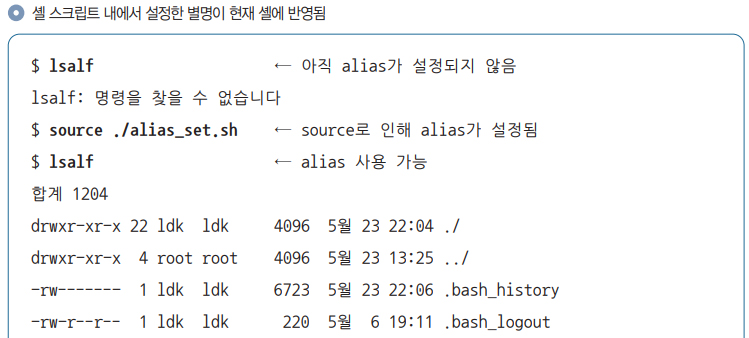 셸 스크립트 내에서 설정한 별명이 현재 셸에 반영됨
$ lsalf ← 아직 alias가 설정되지 않음
lsalf: 명령을 찾을 수 없습니다
$ source ./alias_set.sh ← source로 인해 alias가 설정됨
$ lsalf ← alias 사용 가능
합계 1204
drwxr-xr-x 22 ldk ldk 4096 5월 23 22:04 ./
drwxr-xr-x 4 root root 4096 5월 23 13:25 ../
-rw------- 1 ldk ldk 6723 5월 23 22:06 .bash_history
-rw-r--r-- 1 ldk ldk 220 5월 6 19:11 .bash_logout